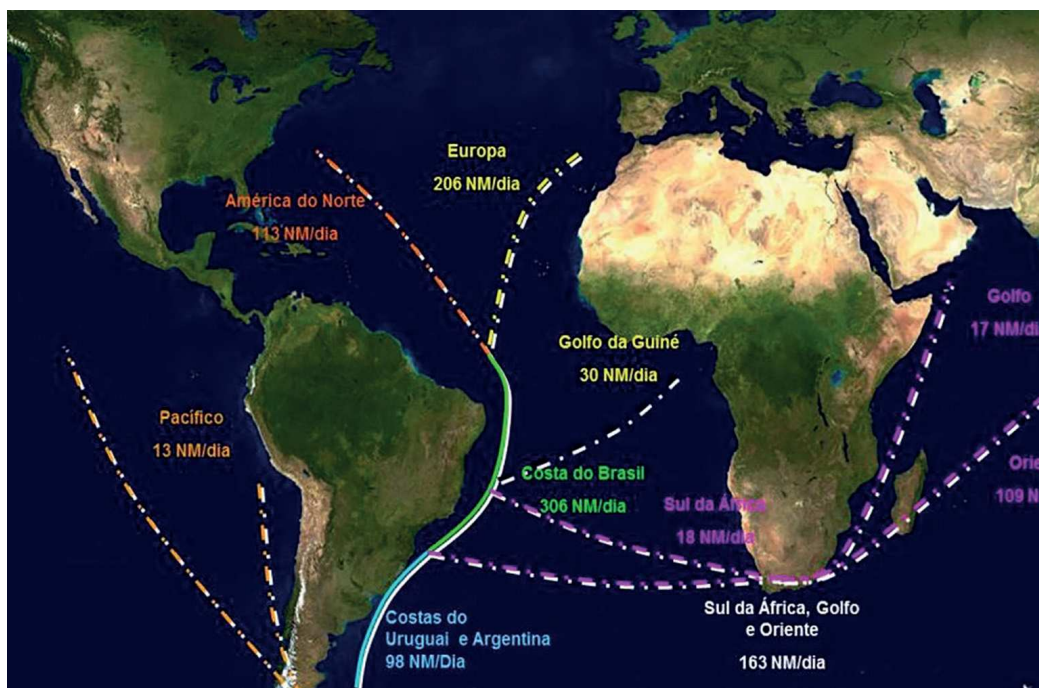 Europa
206 NM/dia
América do Norte
113 NM/dia
Golfo
17 NM/dia
Golfo da Guiné
30 NM/dia
Pacífico
13 NM/dia
Costa do Brasil
306 NM/dia
Sul da África
18 NM/dia
Orie
109 N
Sul da África, Golfo
e Oriente
163 NM/dia
Costas do
Uruguai e Argentina
98 NM/Dia